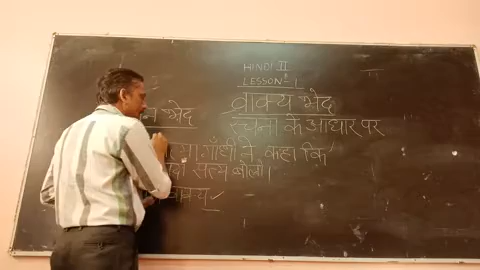 HINDI II
LESSON - 1
वाक्य भेद
भेद
रचना के आधार पर
गाँधी ने कहा कि
सत्य बोलो।
वाक्य